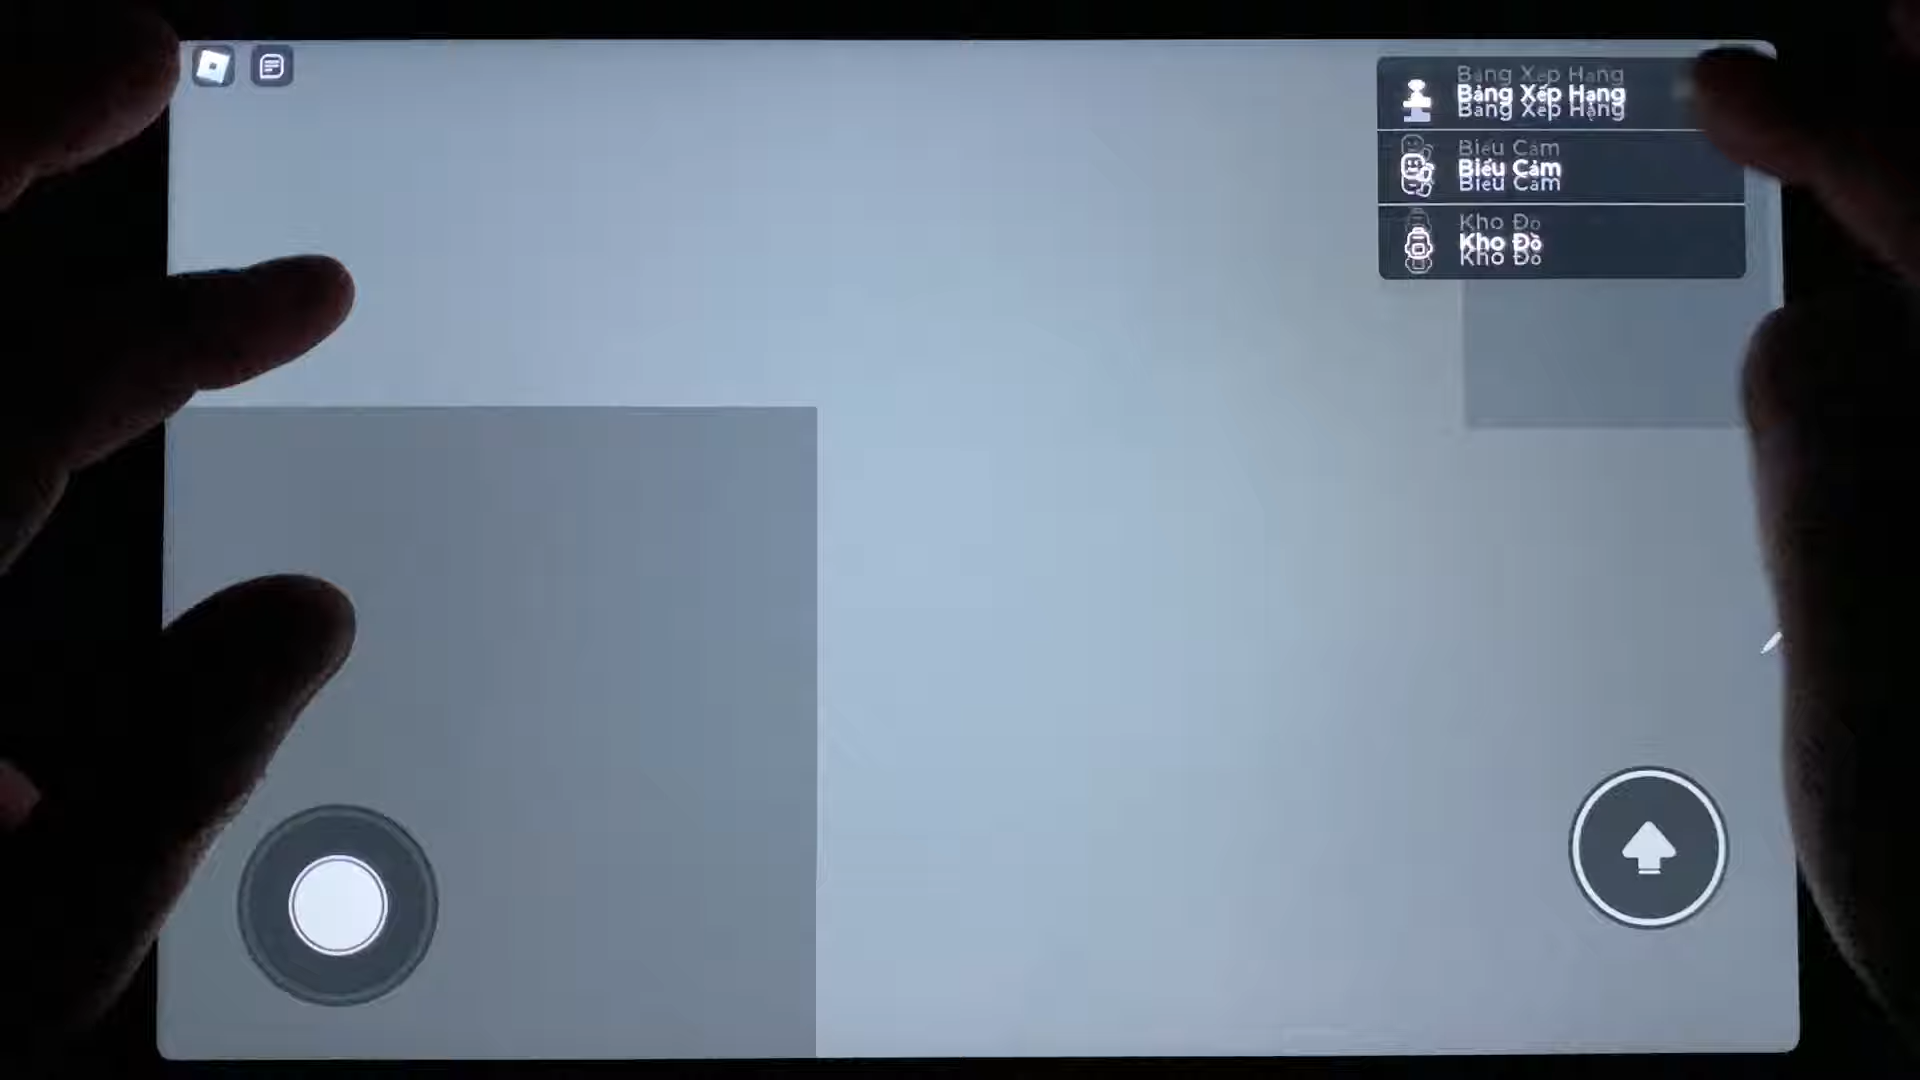 Bảng Xếp Hạng
Biểu Cảm
Kho Đồ